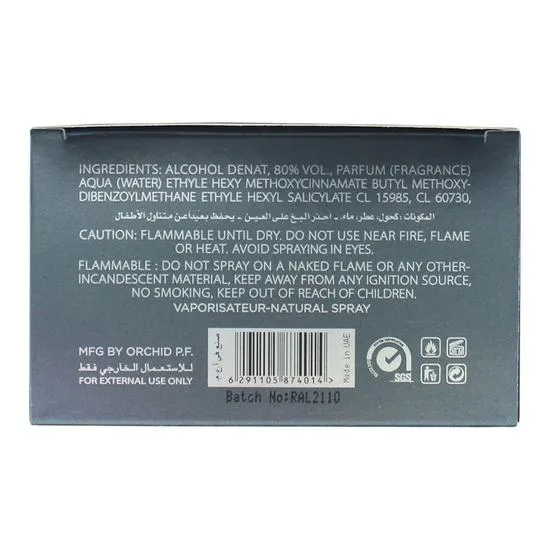 INGREDIENTS: ALCOHOL DENAT, 80% VOL., PARFUM (FRAGRANCE)
AQUA (WATER) ETHYLE HEXY METHOXYCINNAMATE BUTYL METHOXY-
DIBENZOYLMETHANE ETHYLE HEXYL SALICYLATE CL 15985, CL 60730,
المكونات: كحول، عطر، ماء. - احذر البخ على العين - يحفظ بعيداً عن متناول الأطفال
CAUTION: FLAMMABLE UNTIL DRY. DO NOT USE NEAR FIRE, FLAME
OR HEAT. AVOID SPRAYING IN EYES.
FLAMMABLE : DO NOT SPRAY ON A NAKED FLAME OR ANY OTHER-
INCANDESCENT MATERIAL, KEEP AWAY FROM ANY IGNITION SOURCE,
NO SMOKING, KEEP OUT OF REACH OF CHILDREN.
VAPORISATEUR-NATURAL SPRAY
MFG BY ORCHID P.F.
للاستعمال الخارجي فقط
FOR EXTERNAL USE ONLY
صنع في أ.ع.م.
6 291105 874014 >
Made in UAE
Batch No:RAL2110
SGS